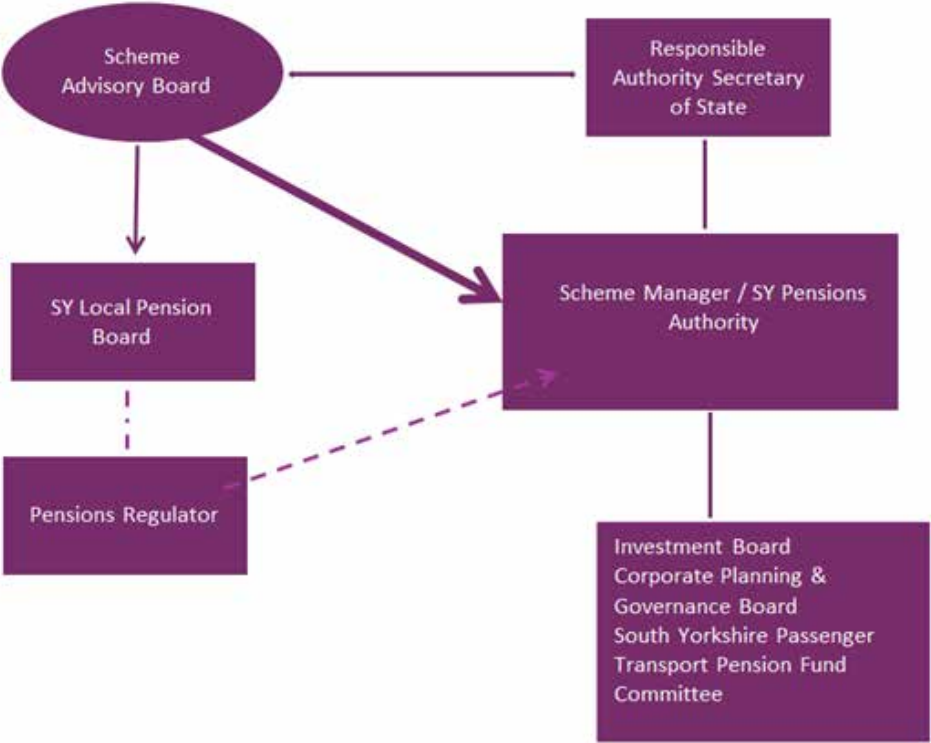 Scheme
Advisory Board
Responsible
Authority Secretary
of State
SY Local Pension
Board
Scheme Manager / SY Pensions
Authority
Pensions Regulator
Investment Board
Corporate Planning &
Governance Board
South Yorkshire Passenger
Transport Pension Fund
Committee